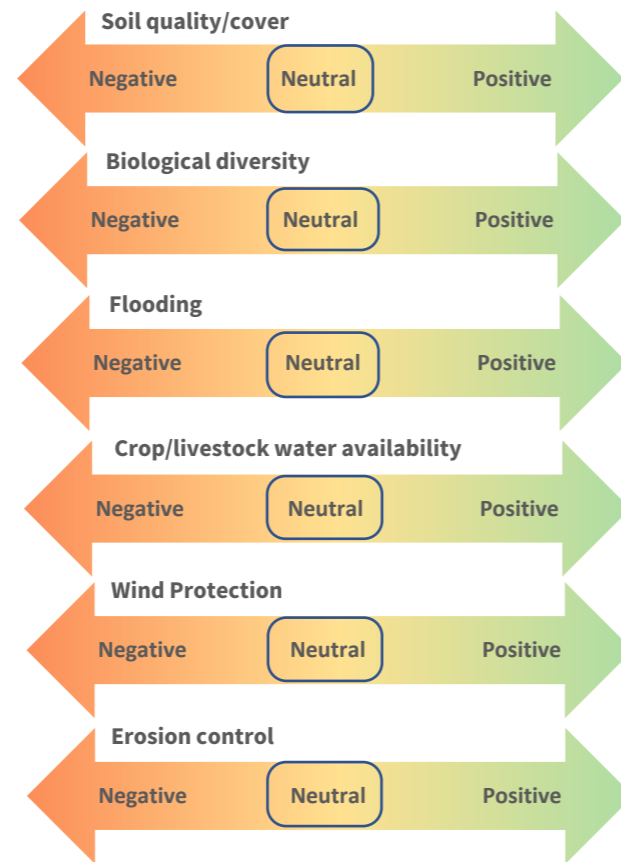 Soil quality/cover
Negative Neutral Positive
Biological diversity
Negative Neutral Positive
Flooding
Negative Neutral Positive
Crop/livestock water availability
Negative Neutral Positive
Wind Protection
Negative Neutral Positive
Erosion control
Negative Neutral Positive